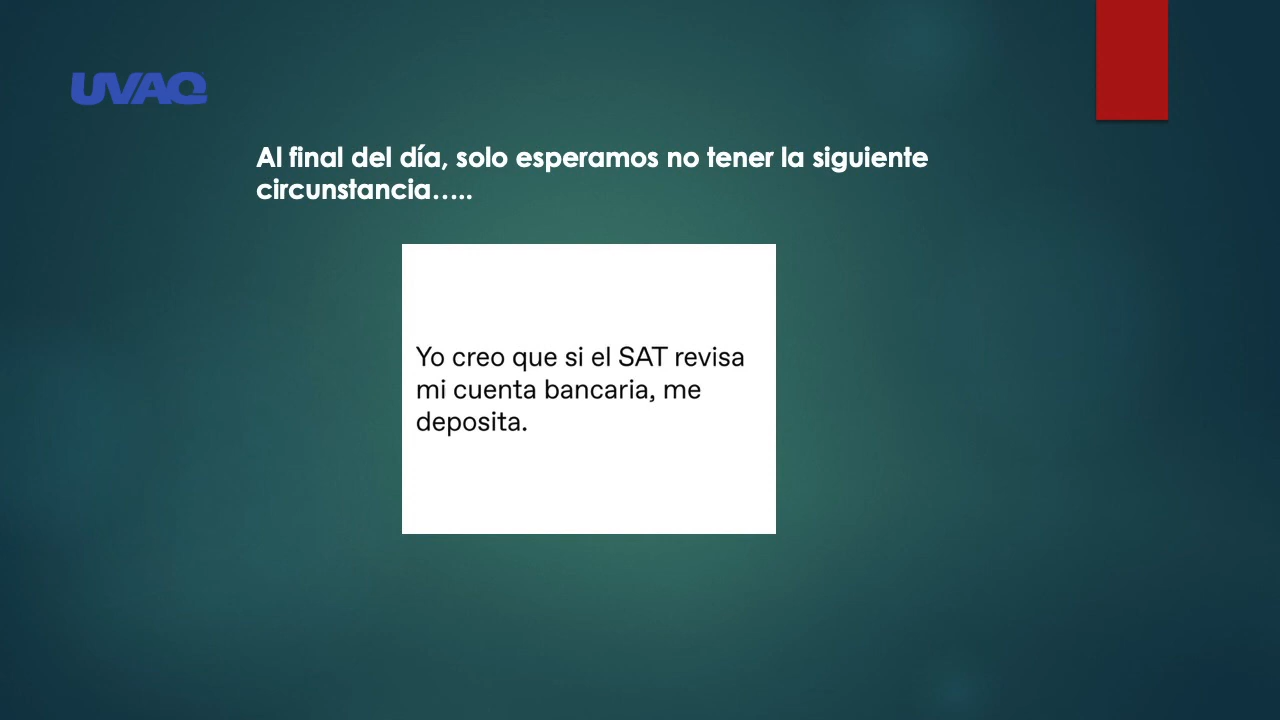 UVAQ
Al final del día, solo esperamos no tener la siguiente
circunstancia…..
Yo creo que si el SAT revisa
mi cuenta bancaria, me
deposita.